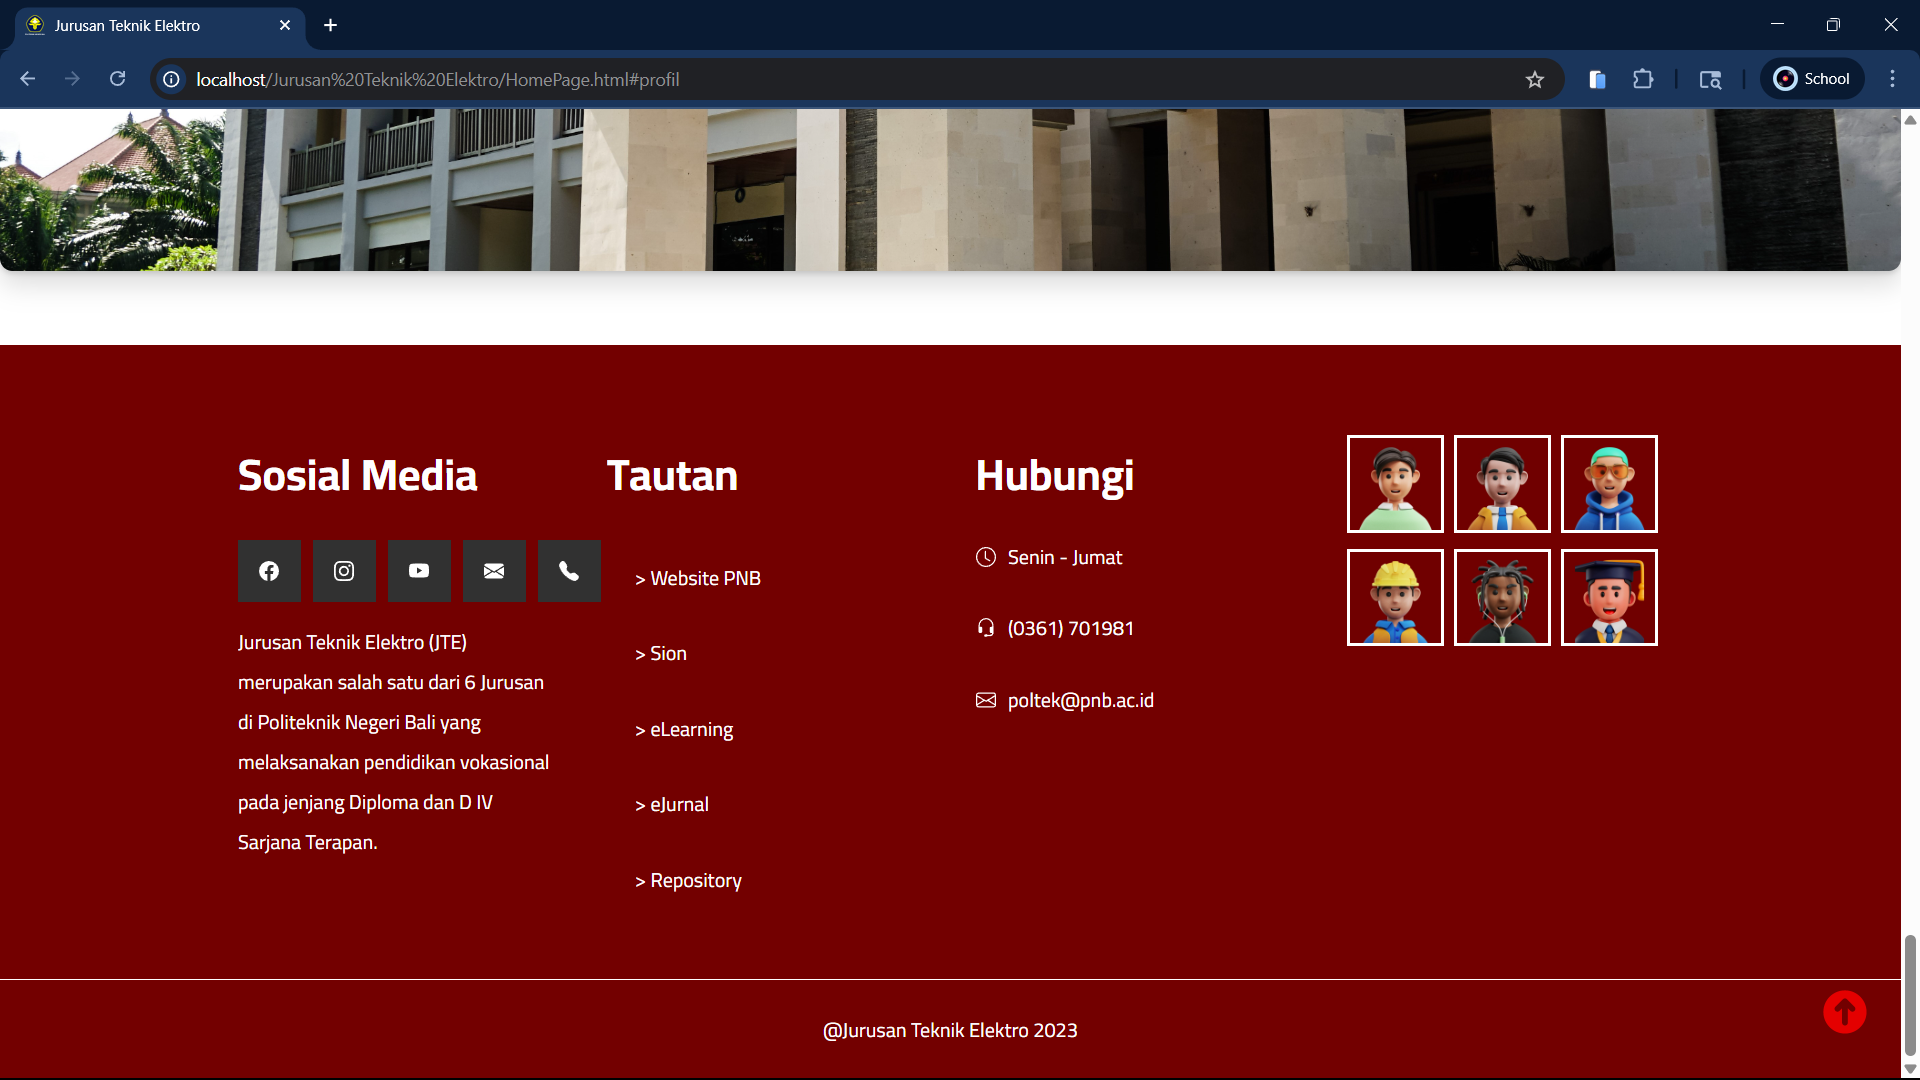 Jurusan Teknik Elektro
localhost/Jurusan%20Teknik%20Elektro/HomePage.html#profil
School
Sosial Media
Jurusan Teknik Elektro (JTE)
merupakan salah satu dari 6 Jurusan
di Politeknik Negeri Bali yang
melaksanakan pendidikan vokasional
pada jenjang Diploma dan D IV
Sarjana Terapan.
Tautan
> Website PNB
> Sion
> eLearning
> eJurnal
> Repository
Hubungi
Senin - Jumat
(0361) 701981
poltek@pnb.ac.id
@Jurusan Teknik Elektro 2023